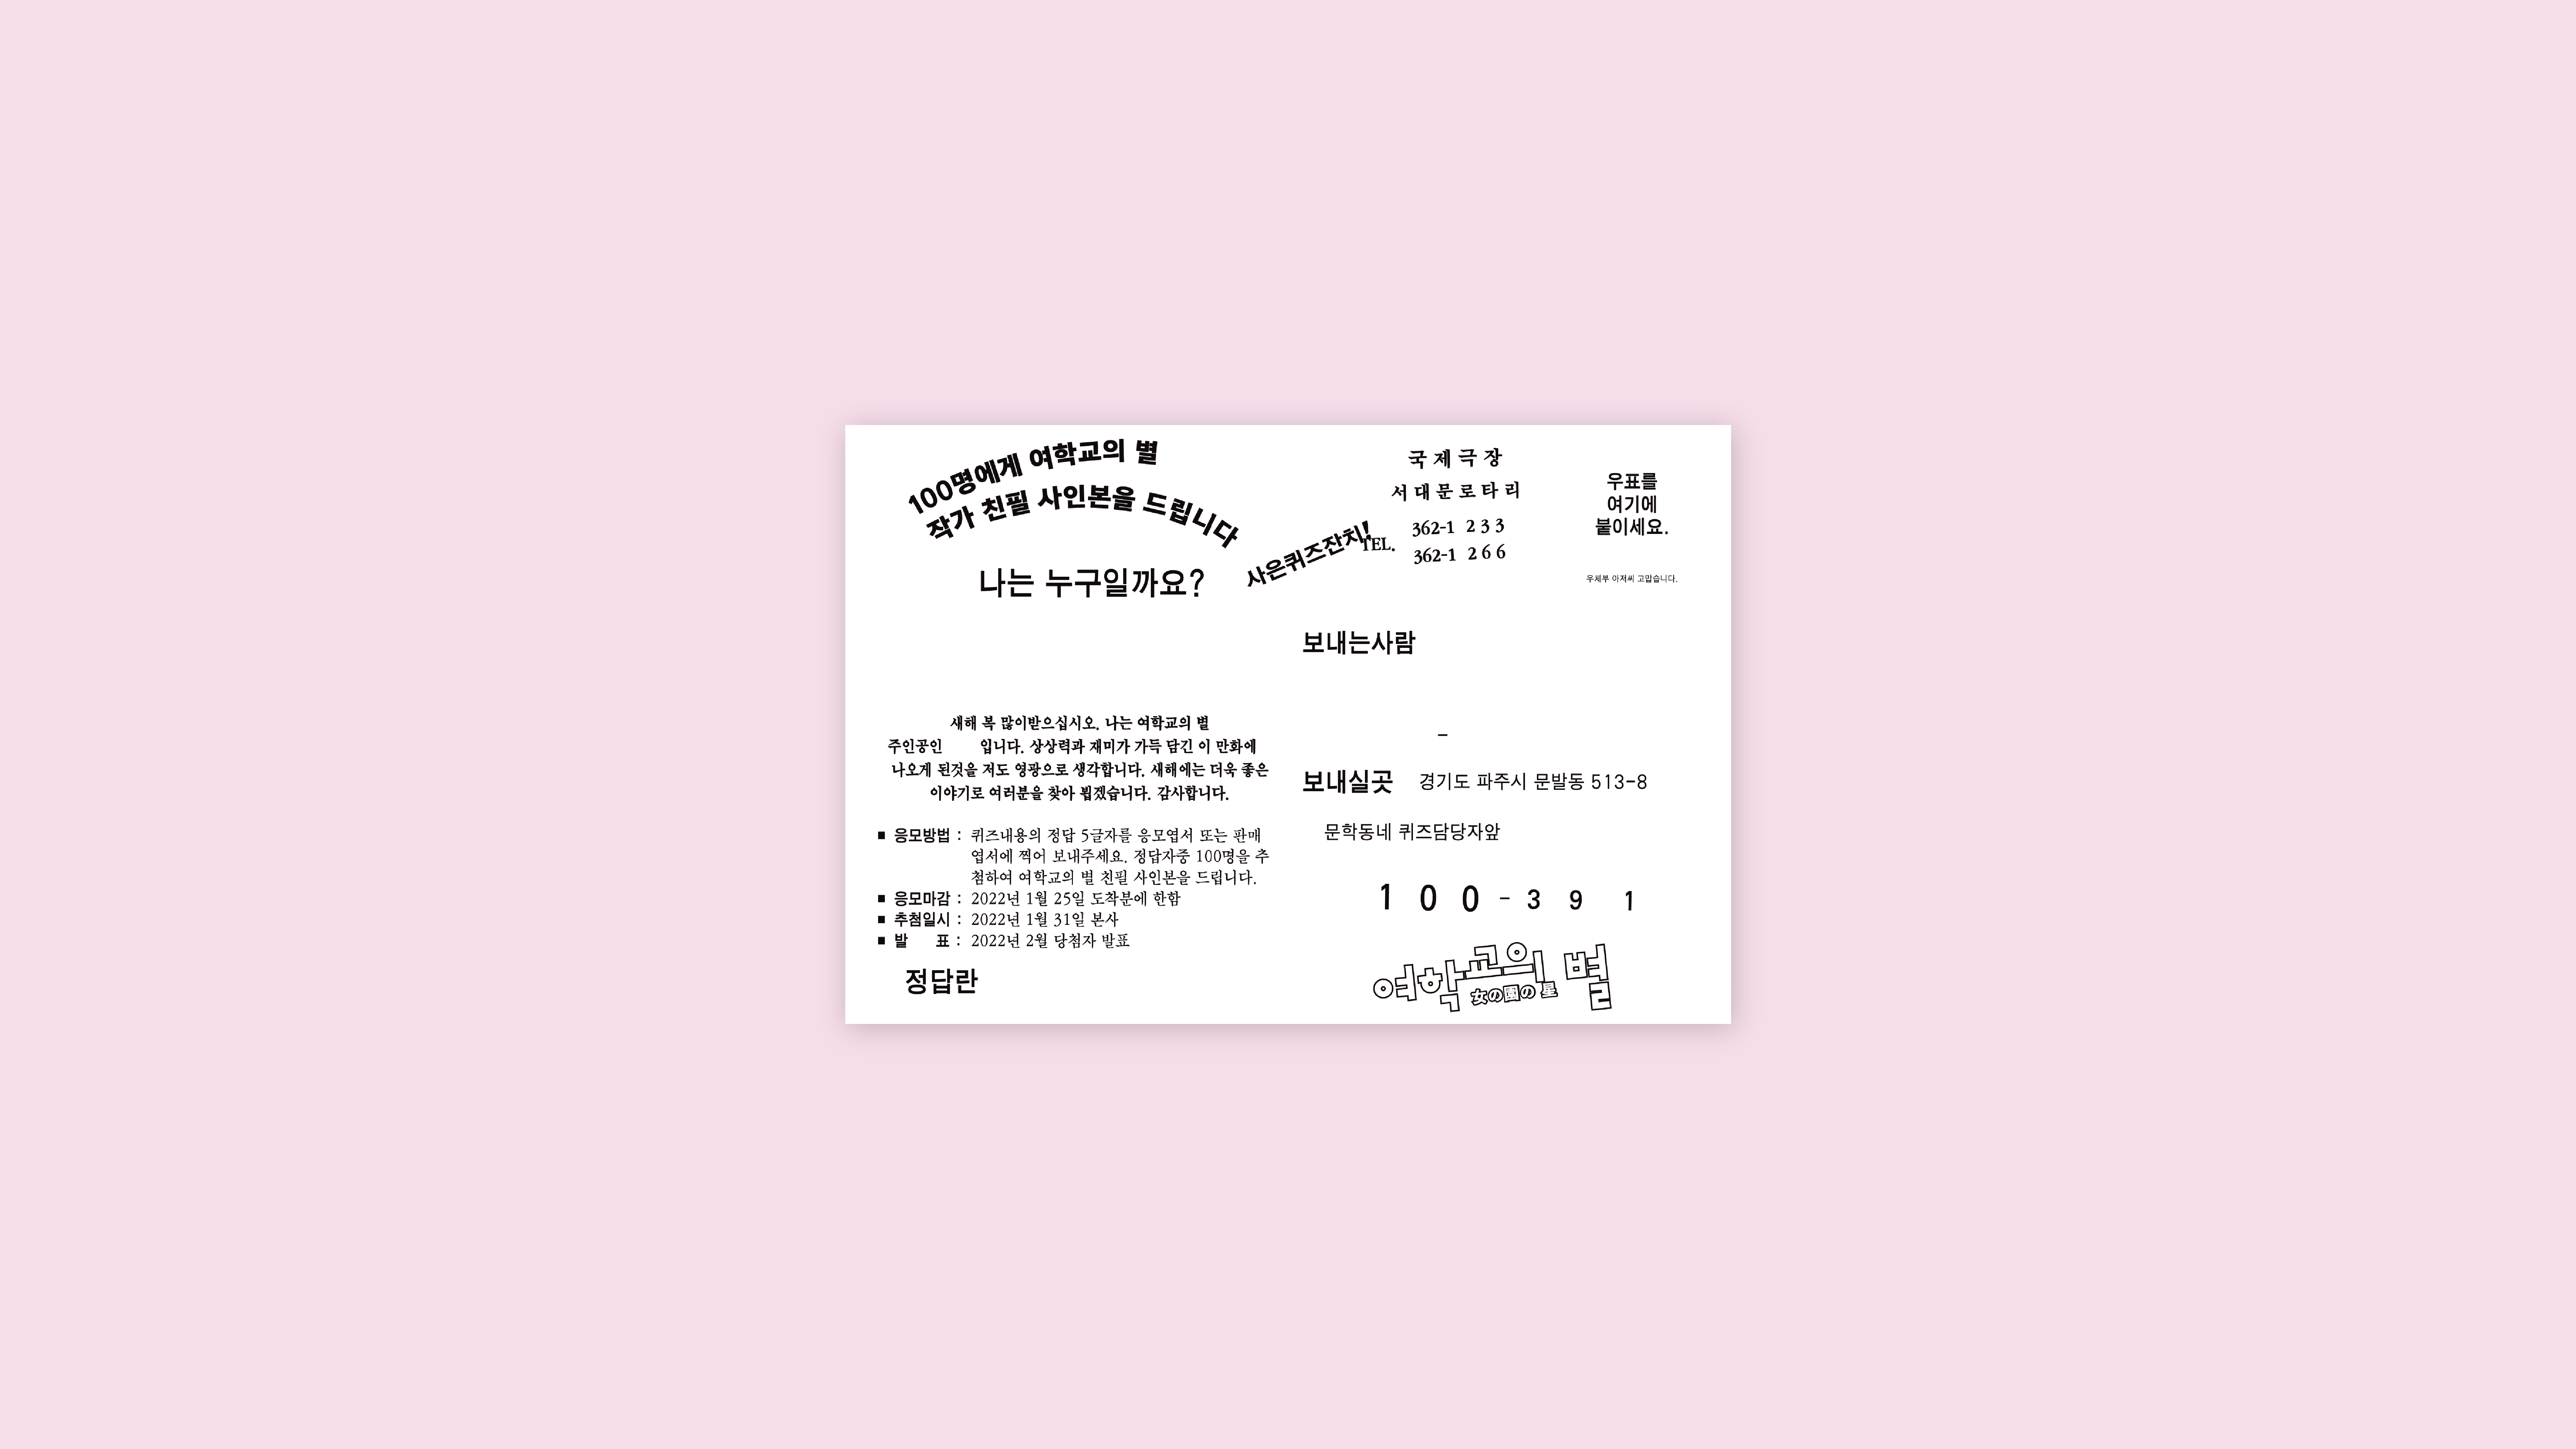 100명에게 여학교의 별
작가 친필 사인본을 드립니다
사은퀴즈잔치!
나는 누구일까요?
새해 복 많이받으십시오. 나는 여학교의 별
주인공인 입니다. 상상력과 재미가 가득 담긴 이 만화에
나오게 된것을 저도 영광으로 생각합니다. 새해에는 더욱 좋은
이야기로 여러분을 찾아 뵙겠습니다. 감사합니다.
■ 응모방법 : 퀴즈내용의 정답 5글자를 응모엽서 또는 판매
엽서에 찍어 보내주세요. 정답자중 100명을 추
첨하여 여학교의 별 친필 사인본을 드립니다.
■ 응모마감 : 2022년 1월 25일 도착분에 한함
■ 추첨일시 : 2022년 1월 31일 본사
■ 발 표 : 2022년 2월 당첨자 발표
정답란
국제극장
서대문로타리
TEL. 362-1 233
362-1 266
우표를
여기에
붙이세요.
우체부 아저씨 고맙습니다.
보내는사람
-
보내실곳 경기도 파주시 문발동 513-8
문학동네 퀴즈담당자앞
100-391
여학교의 별
女の園の星